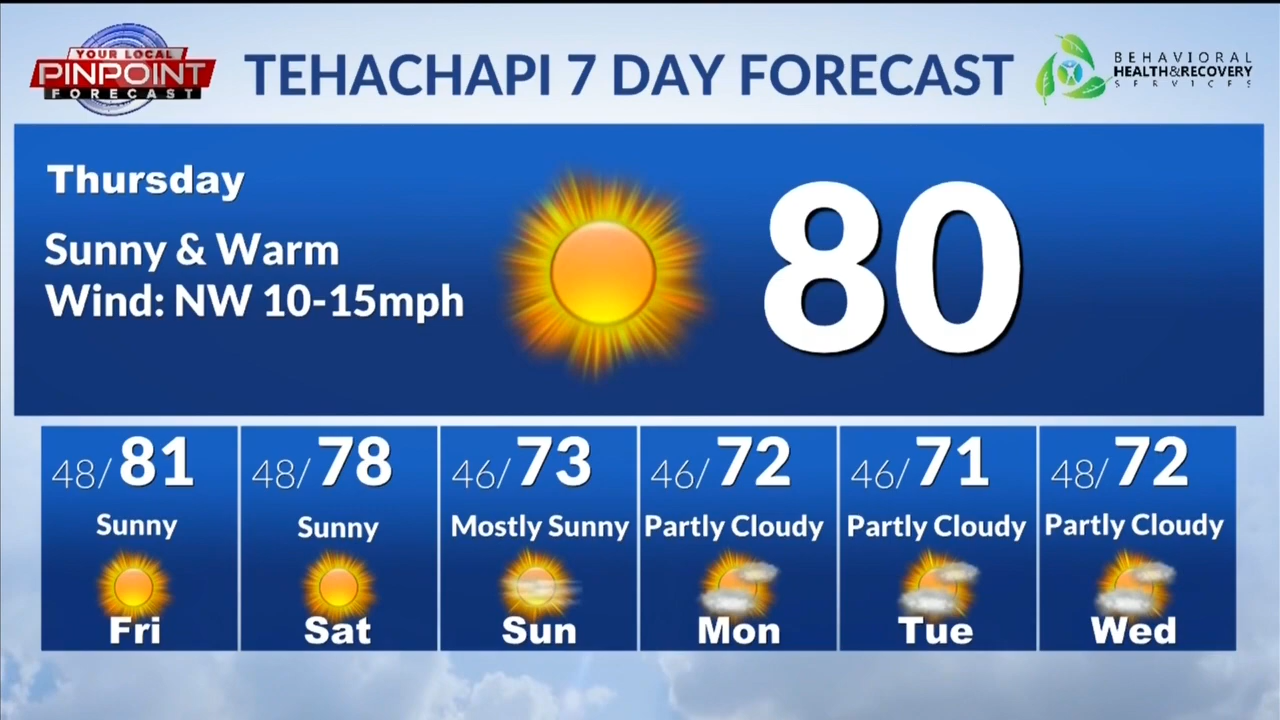 YOUR LOCAL
PINPOINT
FORECAST
TEHACHAPI 7 DAY FORECAST
BEHAVIORAL
HEALTH&RECOVERY
SERVICES
Thursday
Sunny & Warm
Wind: NW 10-15mph
80
48/81
Sunny
Fri
48/78
Sunny
Sat
46/73
Mostly Sunny
Sun
46/72
Partly Cloudy
Mon
46/71
Partly Cloudy
Tue
48/72
Partly Cloudy
Wed